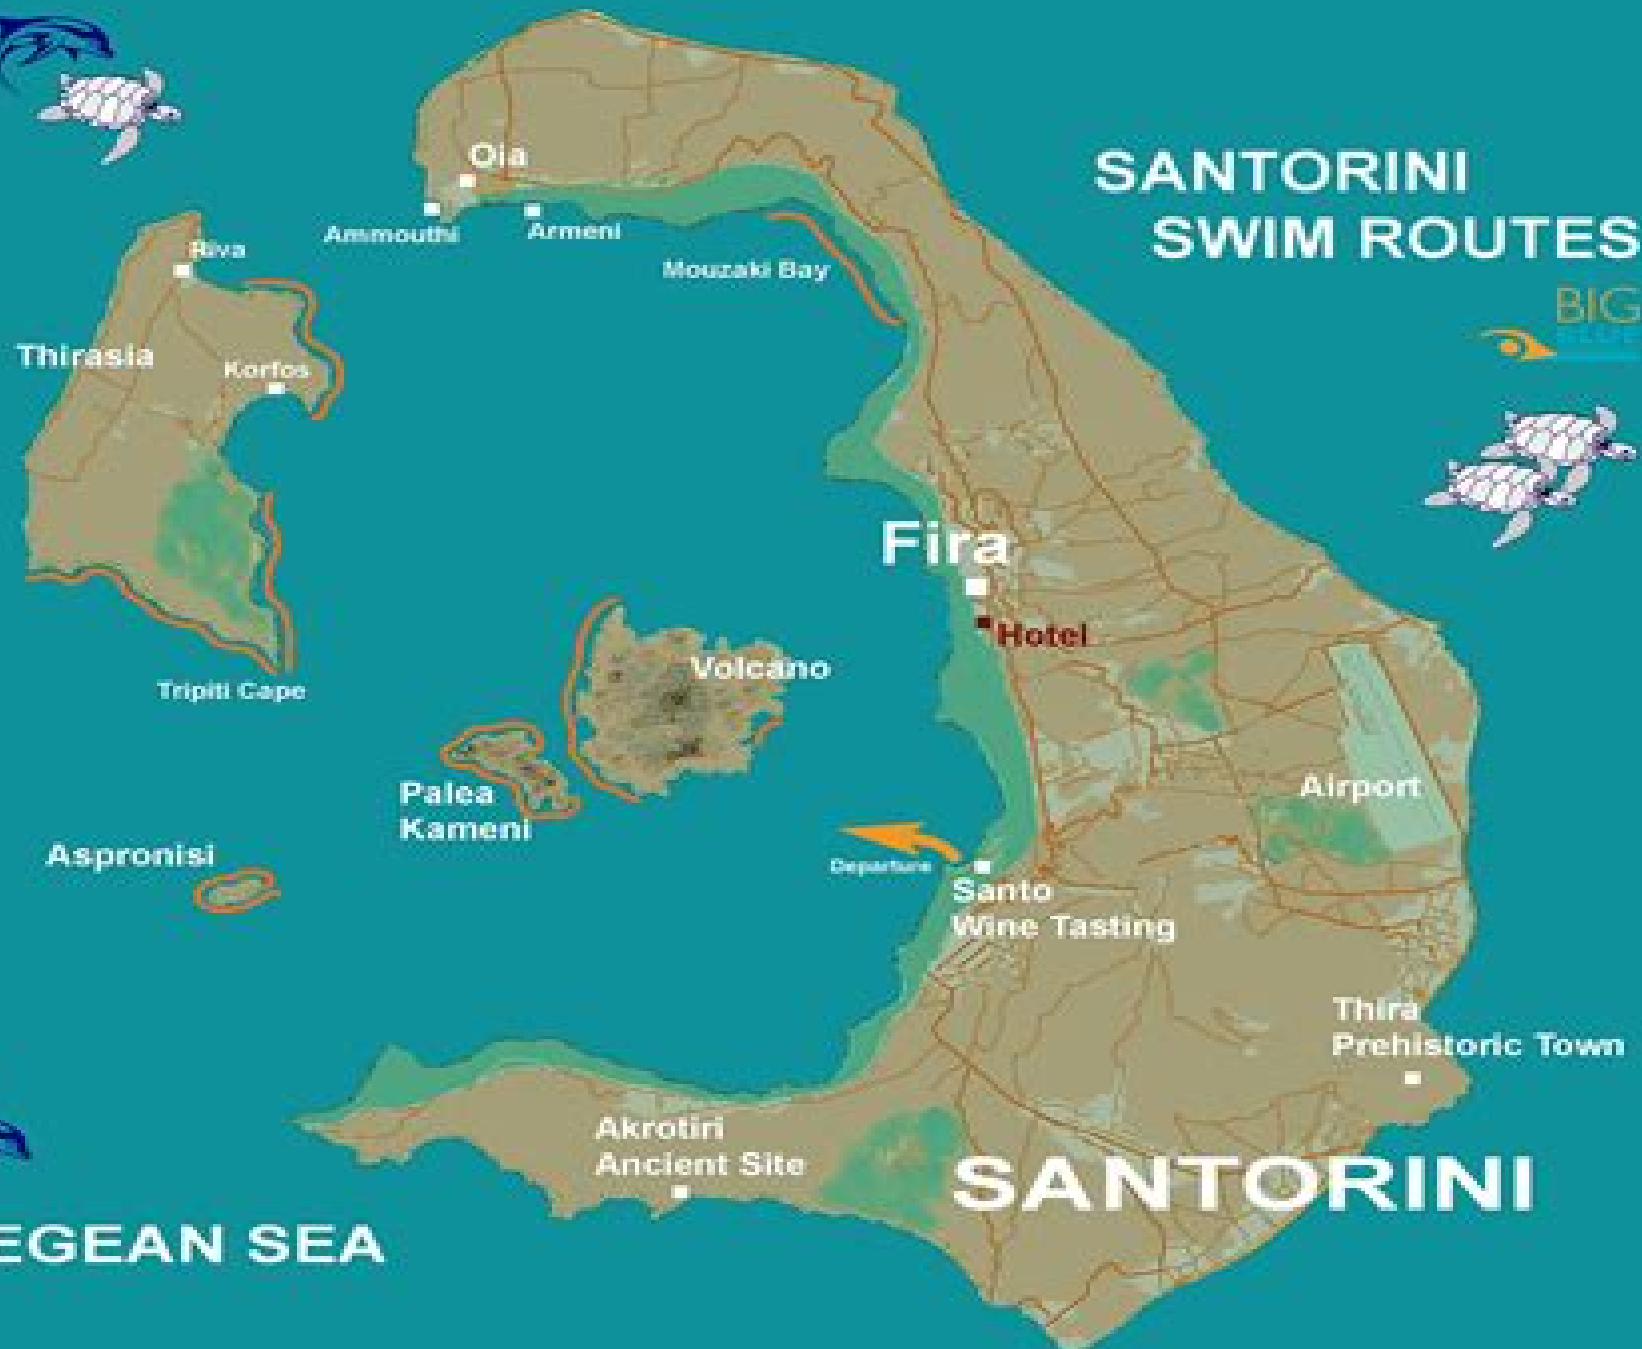 Oia
SANTORINI
SWIM ROUTES
Ammouthi
Armeni
Riva
Mouzaki Bay
BIG
BLUE
Thirasia
Korfos
Fira
Hotel
Volcano
Tripiti Cape
Airport
Palea
Kameni
Aspronisi
Departure
Santo
Wine Tasting
Thira
Prehistoric Town
Akrotiri
Ancient Site
SANTORINI
EGEAN SEA